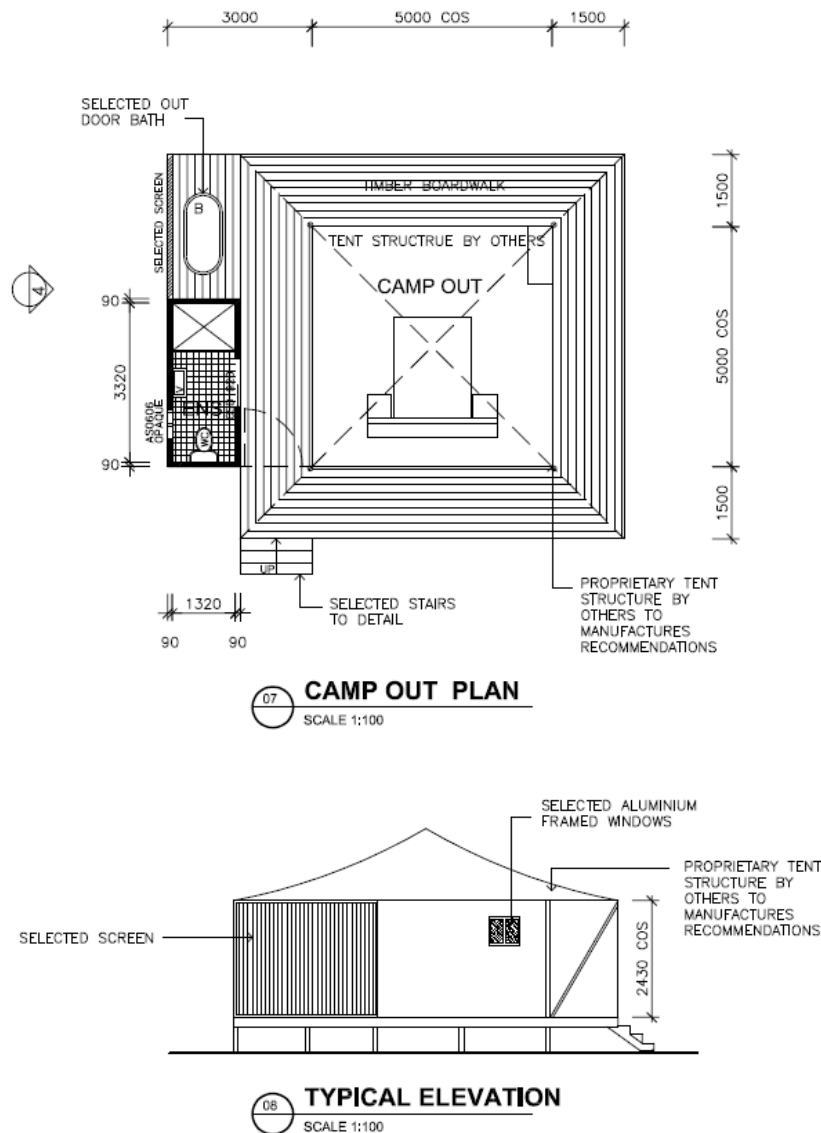 3000
5000 COS
1500
SELECTED OUT
DOOR BATH
TIMBER BOARDWALK
1500
SELECTED SCREEN
B
TENT STRUCTRUE BY OTHERS
CAMP OUT
4
90
5000 COS
3320
V
ENS
AS0606
OPAQUE
WC
90
1500
UP
1320
90
90
SELECTED STAIRS
TO DETAIL
PROPRIETARY TENT
STRUCTURE BY
OTHERS TO
MANUFACTURES
RECOMMENDATIONS
07
CAMP OUT PLAN
SCALE 1:100
SELECTED ALUMINIUM
FRAMED WINDOWS
PROPRIETARY TENT
STRUCTURE BY
OTHERS TO
MANUFACTURES
RECOMMENDATIONS
SELECTED SCREEN
2430 COS
08
TYPICAL ELEVATION
SCALE 1:100